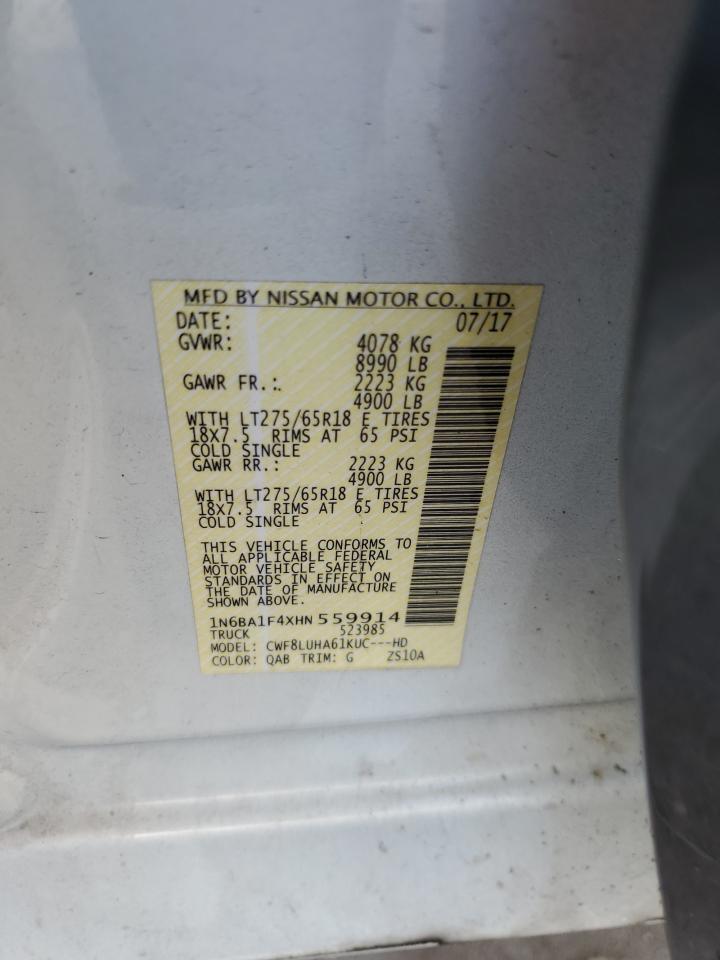 MFD BY NISSAN MOTOR CO., LTD.
DATE: 07/17
GVWR: 4078 KG
8990 LB
GAWR FR.: 2223 KG
4900 LB
WITH LT275/65R18 E TIRES
18X7.5 RIMS AT 65 PSI
COLD SINGLE
GAWR RR.: 2223 KG
4900 LB
WITH LT275/65R18 E TIRES
18X7.5 RIMS AT 65 PSI
COLD SINGLE
THIS VEHICLE CONFORMS TO
ALL APPLICABLE FEDERAL
MOTOR VEHICLE SAFETY
STANDARDS IN EFFECT ON
THE DATE OF MANUFACTURE
SHOWN ABOVE.
1N6BA1F4XHN559914
TRUCK 523985
MODEL: CWF8LUHA61KUC---HD
COLOR: QAB TRIM: G ZS10A